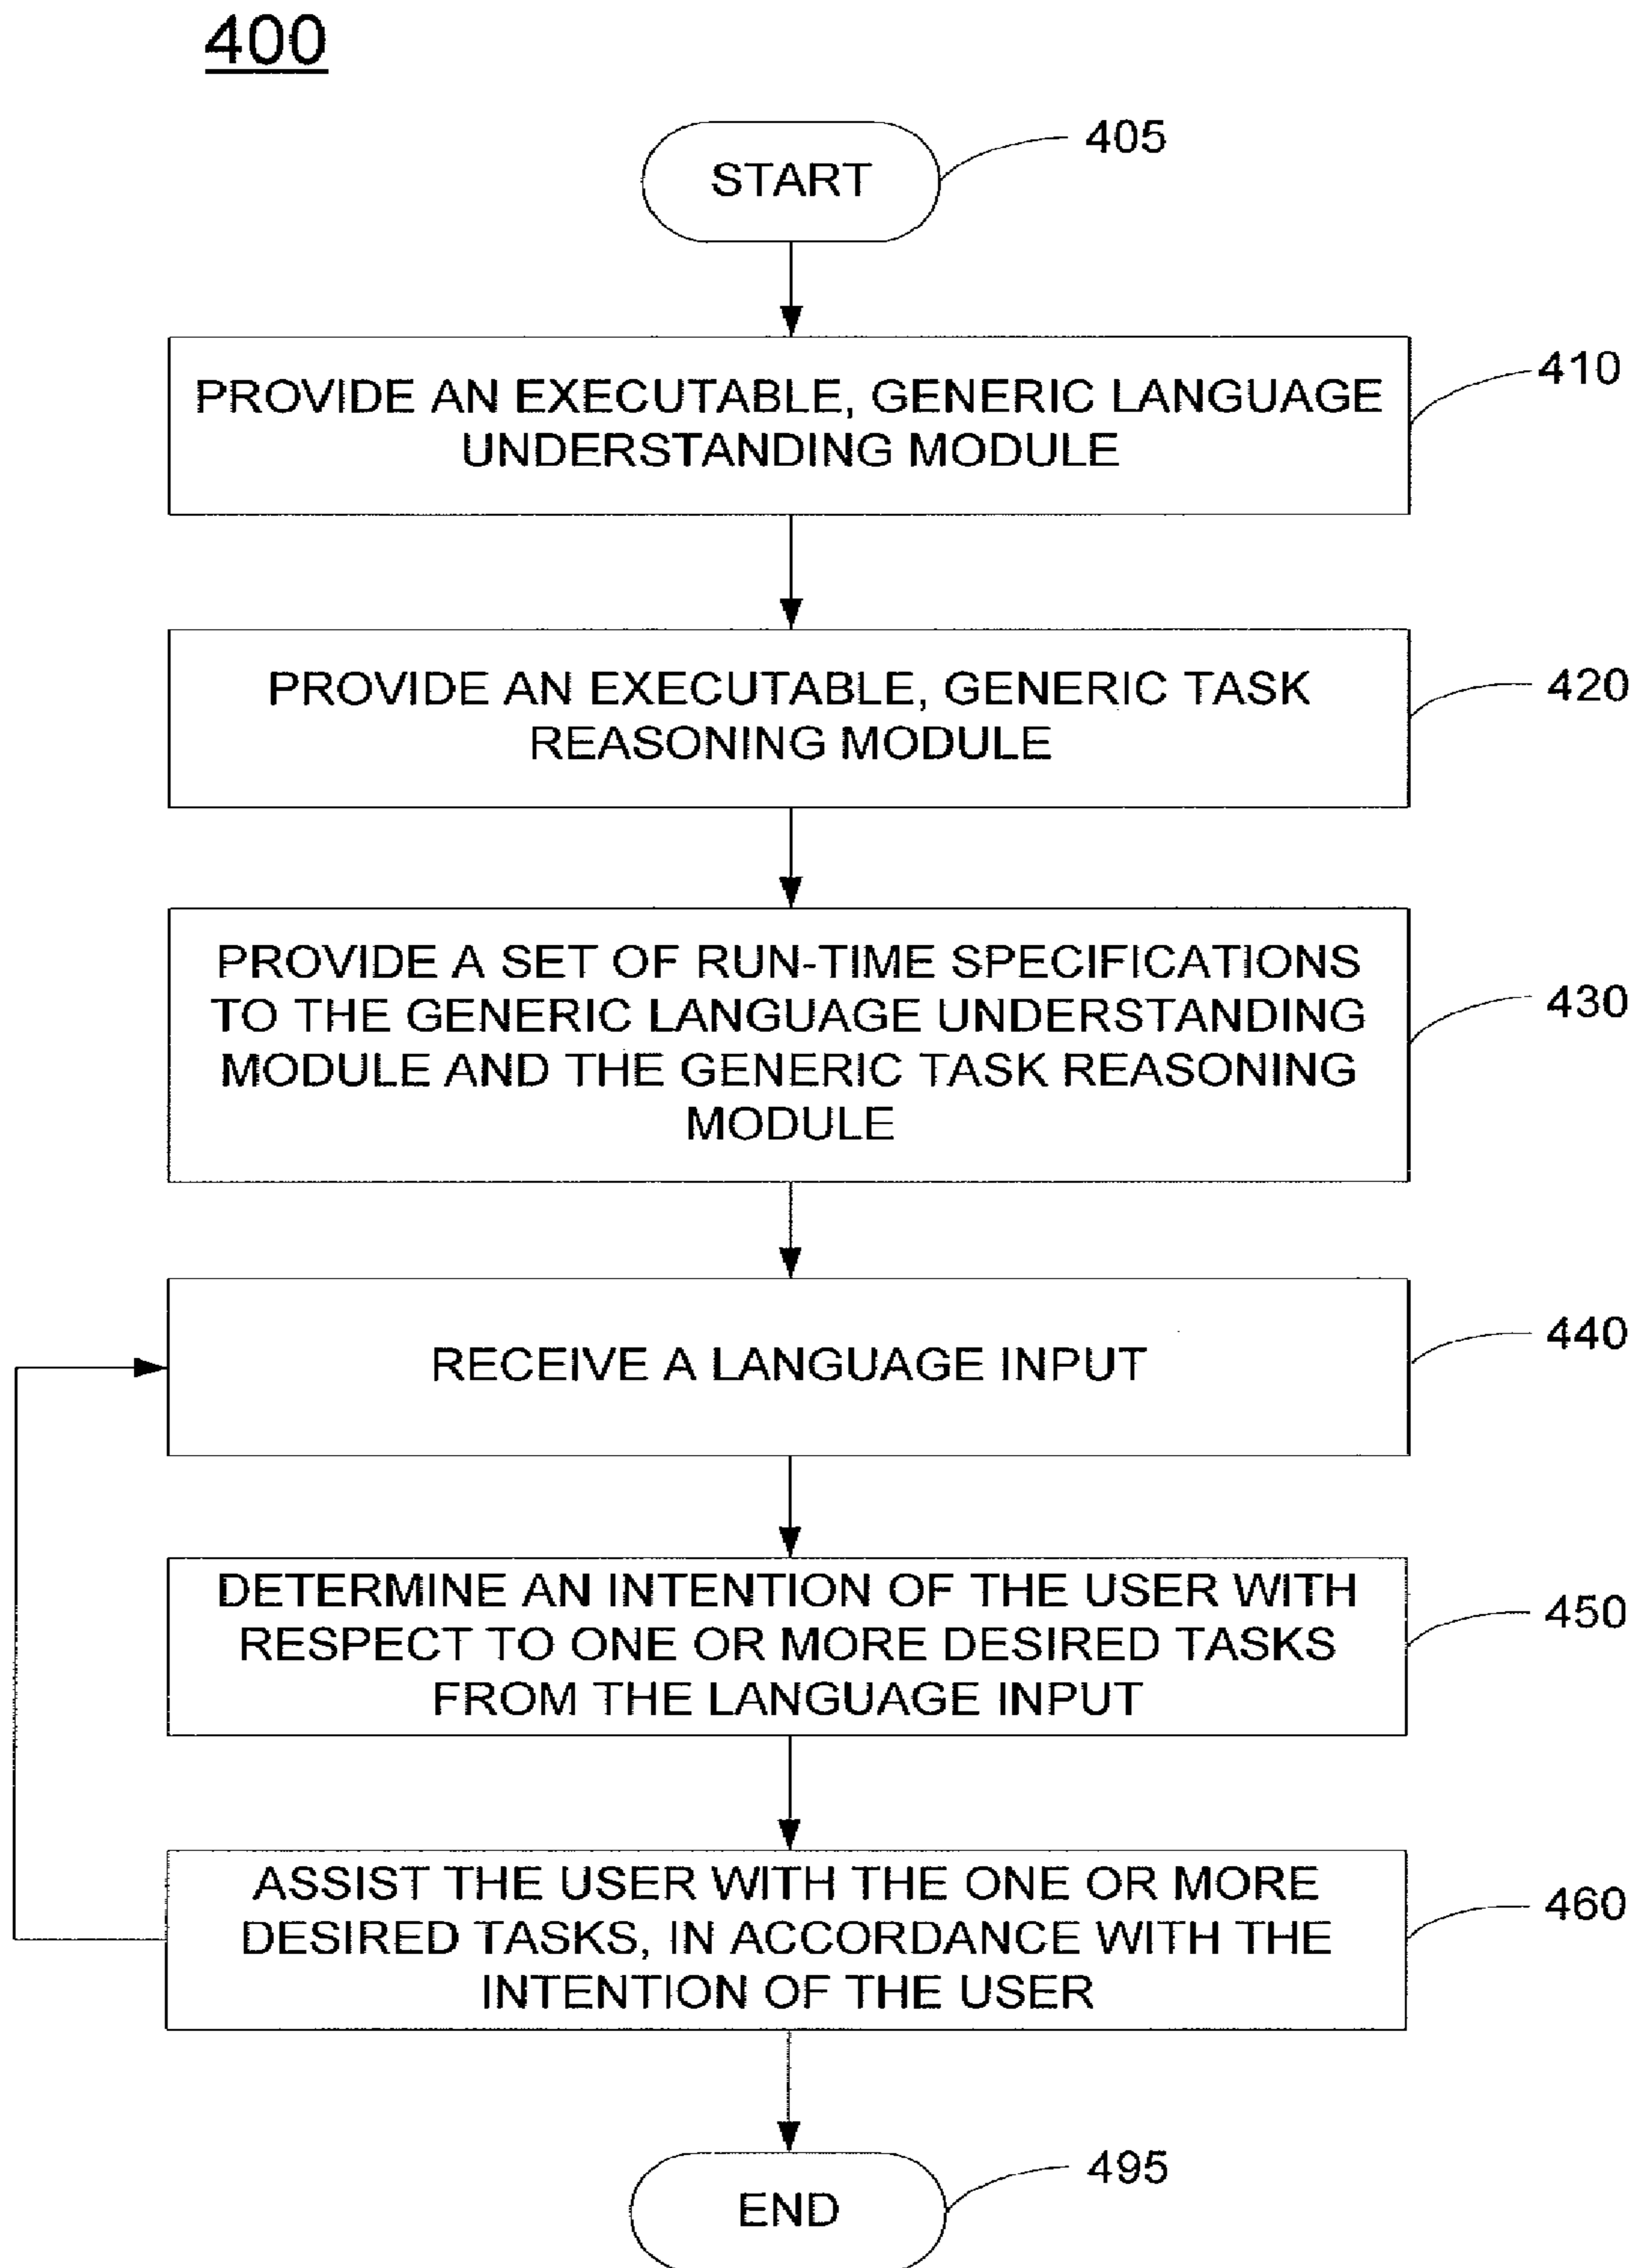 400
405
START
410
PROVIDE AN EXECUTABLE, GENERIC LANGUAGE
UNDERSTANDING MODULE
420
PROVIDE AN EXECUTABLE, GENERIC TASK
REASONING MODULE
PROVIDE A SET OF RUN-TIME SPECIFICATIONS
TO THE GENERIC LANGUAGE UNDERSTANDING
MODULE AND THE GENERIC TASK REASONING
MODULE
430
RECEIVE A LANGUAGE INPUT
440
DETERMINE AN INTENTION OF THE USER WITH
RESPECT TO ONE OR MORE DESIRED TASKS
FROM THE LANGUAGE INPUT
450
ASSIST THE USER WITH THE ONE OR MORE
DESIRED TASKS, IN ACCORDANCE WITH THE
INTENTION OF THE USER
460
495
END